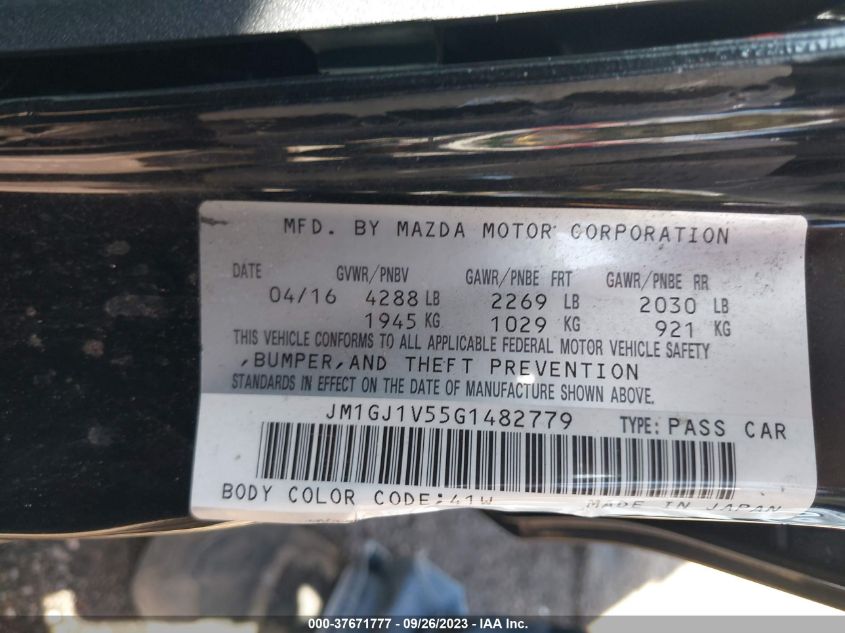 MFD. BY MAZDA MOTOR CORPORATION
DATE GVWR/PNBV GAWR/PNBE FRT GAWR/PNBE RR
04/16 4288 LB 2269 LB 2030 LB
1945 KG 1029 KG 921 KG
THIS VEHICLE CONFORMS TO ALL APPLICABLE FEDERAL MOTOR VEHICLE SAFETY
,BUMPER,AND THEFT PREVENTION
STANDARDS IN EFFECT ON THE DATE OF MANUFACTURE SHOWN ABOVE.
JM1GJ1V55G1482779 TYPE: PASS CAR
BODY COLOR CODE:41W MADE IN JAPAN
000-37671777 - 09/26/2023 - IAA Inc.